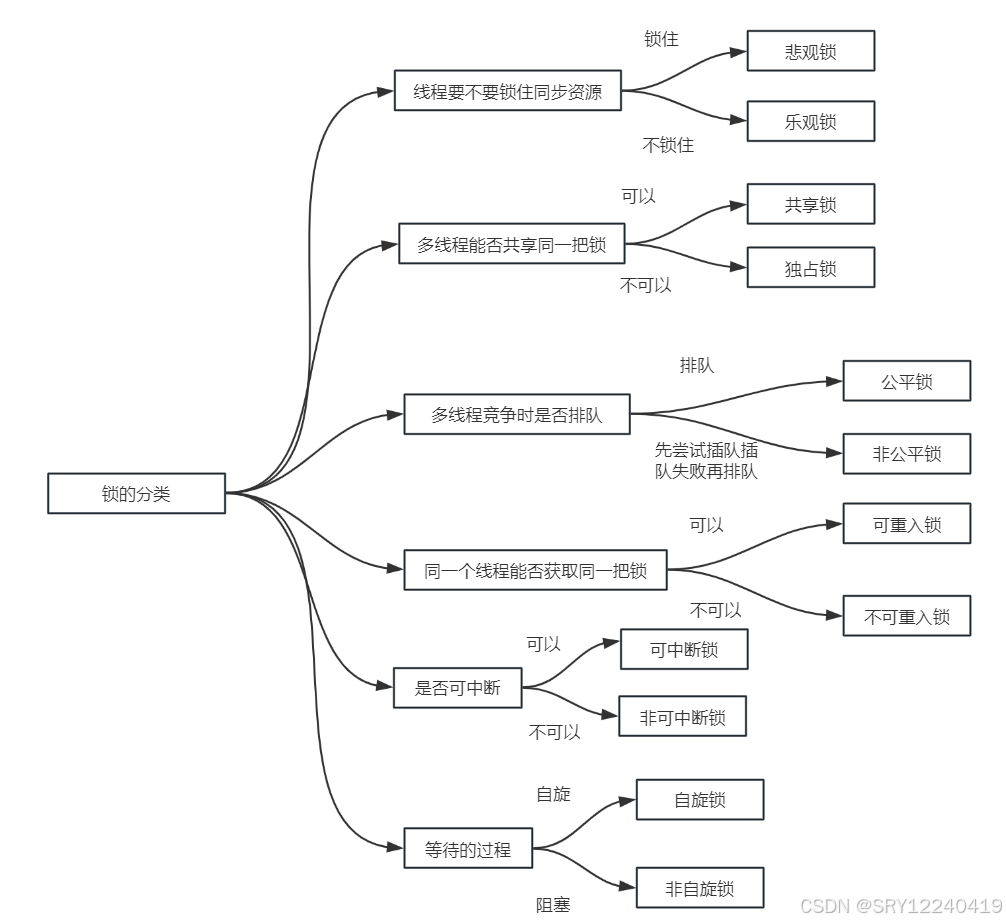 锁的分类
线程要不要锁住同步资源
锁住
悲观锁
不锁住
乐观锁
多线程能否共享同一把锁
可以
共享锁
不可以
独占锁
多线程竞争时是否排队
排队
公平锁
先尝试插队插
队失败再排队
非公平锁
同一个线程能否获取同一把锁
可以
可重入锁
不可以
不可重入锁
是否可中断
可以
可中断锁
不可以
非可中断锁
等待的过程
自旋
自旋锁
阻塞
非自旋锁
CSDN @SRY12240419